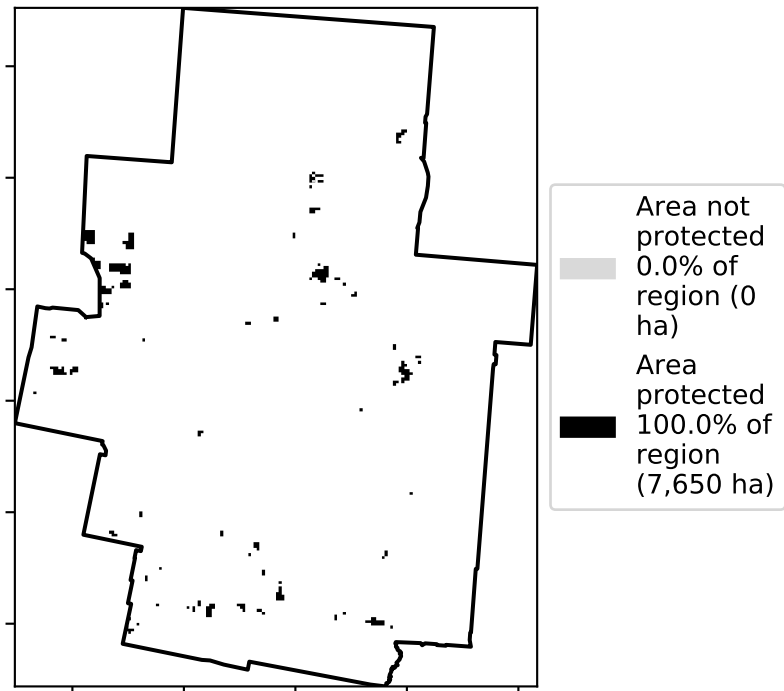 Area not
protected
0.0% of
region (0
ha)
Area
protected
100.0% of
region
(7,650 ha)